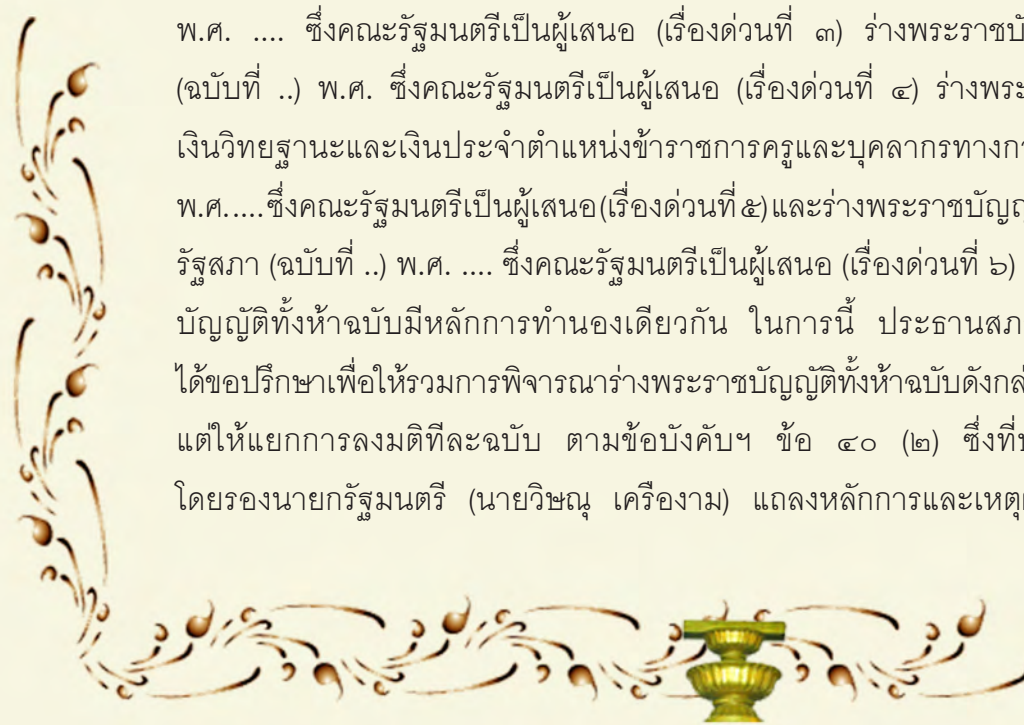 พ.ศ. .... ซึ่งคณะรัฐมนตรีเป็นผู้เสนอ (เรื่องด่วนที่ ๓) ร่างพระราชบั
(ฉบับที่ ..) พ.ศ. ซึ่งคณะรัฐมนตรีเป็นผู้เสนอ (เรื่องด่วนที่ ๔) ร่างพระ
เงินวิทยฐานะและเงินประจำตำแหน่งข้าราชการครูและบุคลากรทางกา
พ.ศ. .... ซึ่งคณะรัฐมนตรีเป็นผู้เสนอ (เรื่องด่วนที่ ๕) และร่างพระราชบัญญ
รัฐสภา (ฉบับที่ ..) พ.ศ. .... ซึ่งคณะรัฐมนตรีเป็นผู้เสนอ (เรื่องด่วนที่ ๖)
บัญญัติทั้งห้าฉบับมีหลักการทำนองเดียวกัน ในการนี้ ประธานสภา
ได้ขอปรึกษาเพื่อให้รวมการพิจารณาร่างพระราชบัญญัติทั้งห้าฉบับดังกล่
แต่ให้แยกการลงมติทีละฉบับ ตามข้อบังคับฯ ข้อ ๔๐ (๒) ซึ่งที่ป
โดยรองนายกรัฐมนตรี (นายวิษณุ เครืองาม) แถลงหลักการและเหตุผ